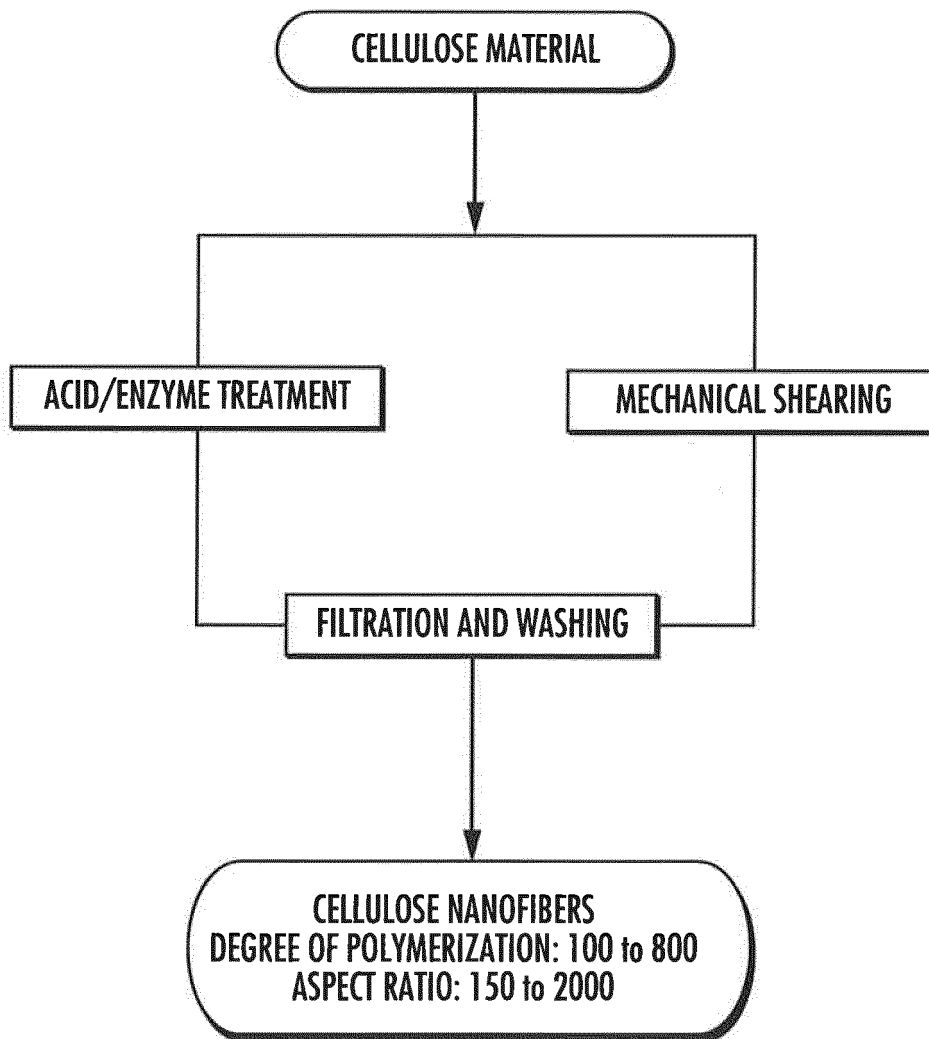 CELLULOSE MATERIAL
ACID/ENZYME TREATMENT
MECHANICAL SHEARING
FILTRATION AND WASHING
CELLULOSE NANOFIBERS
DEGREE OF POLYMERIZATION: 100 to 800
ASPECT RATIO: 150 to 2000